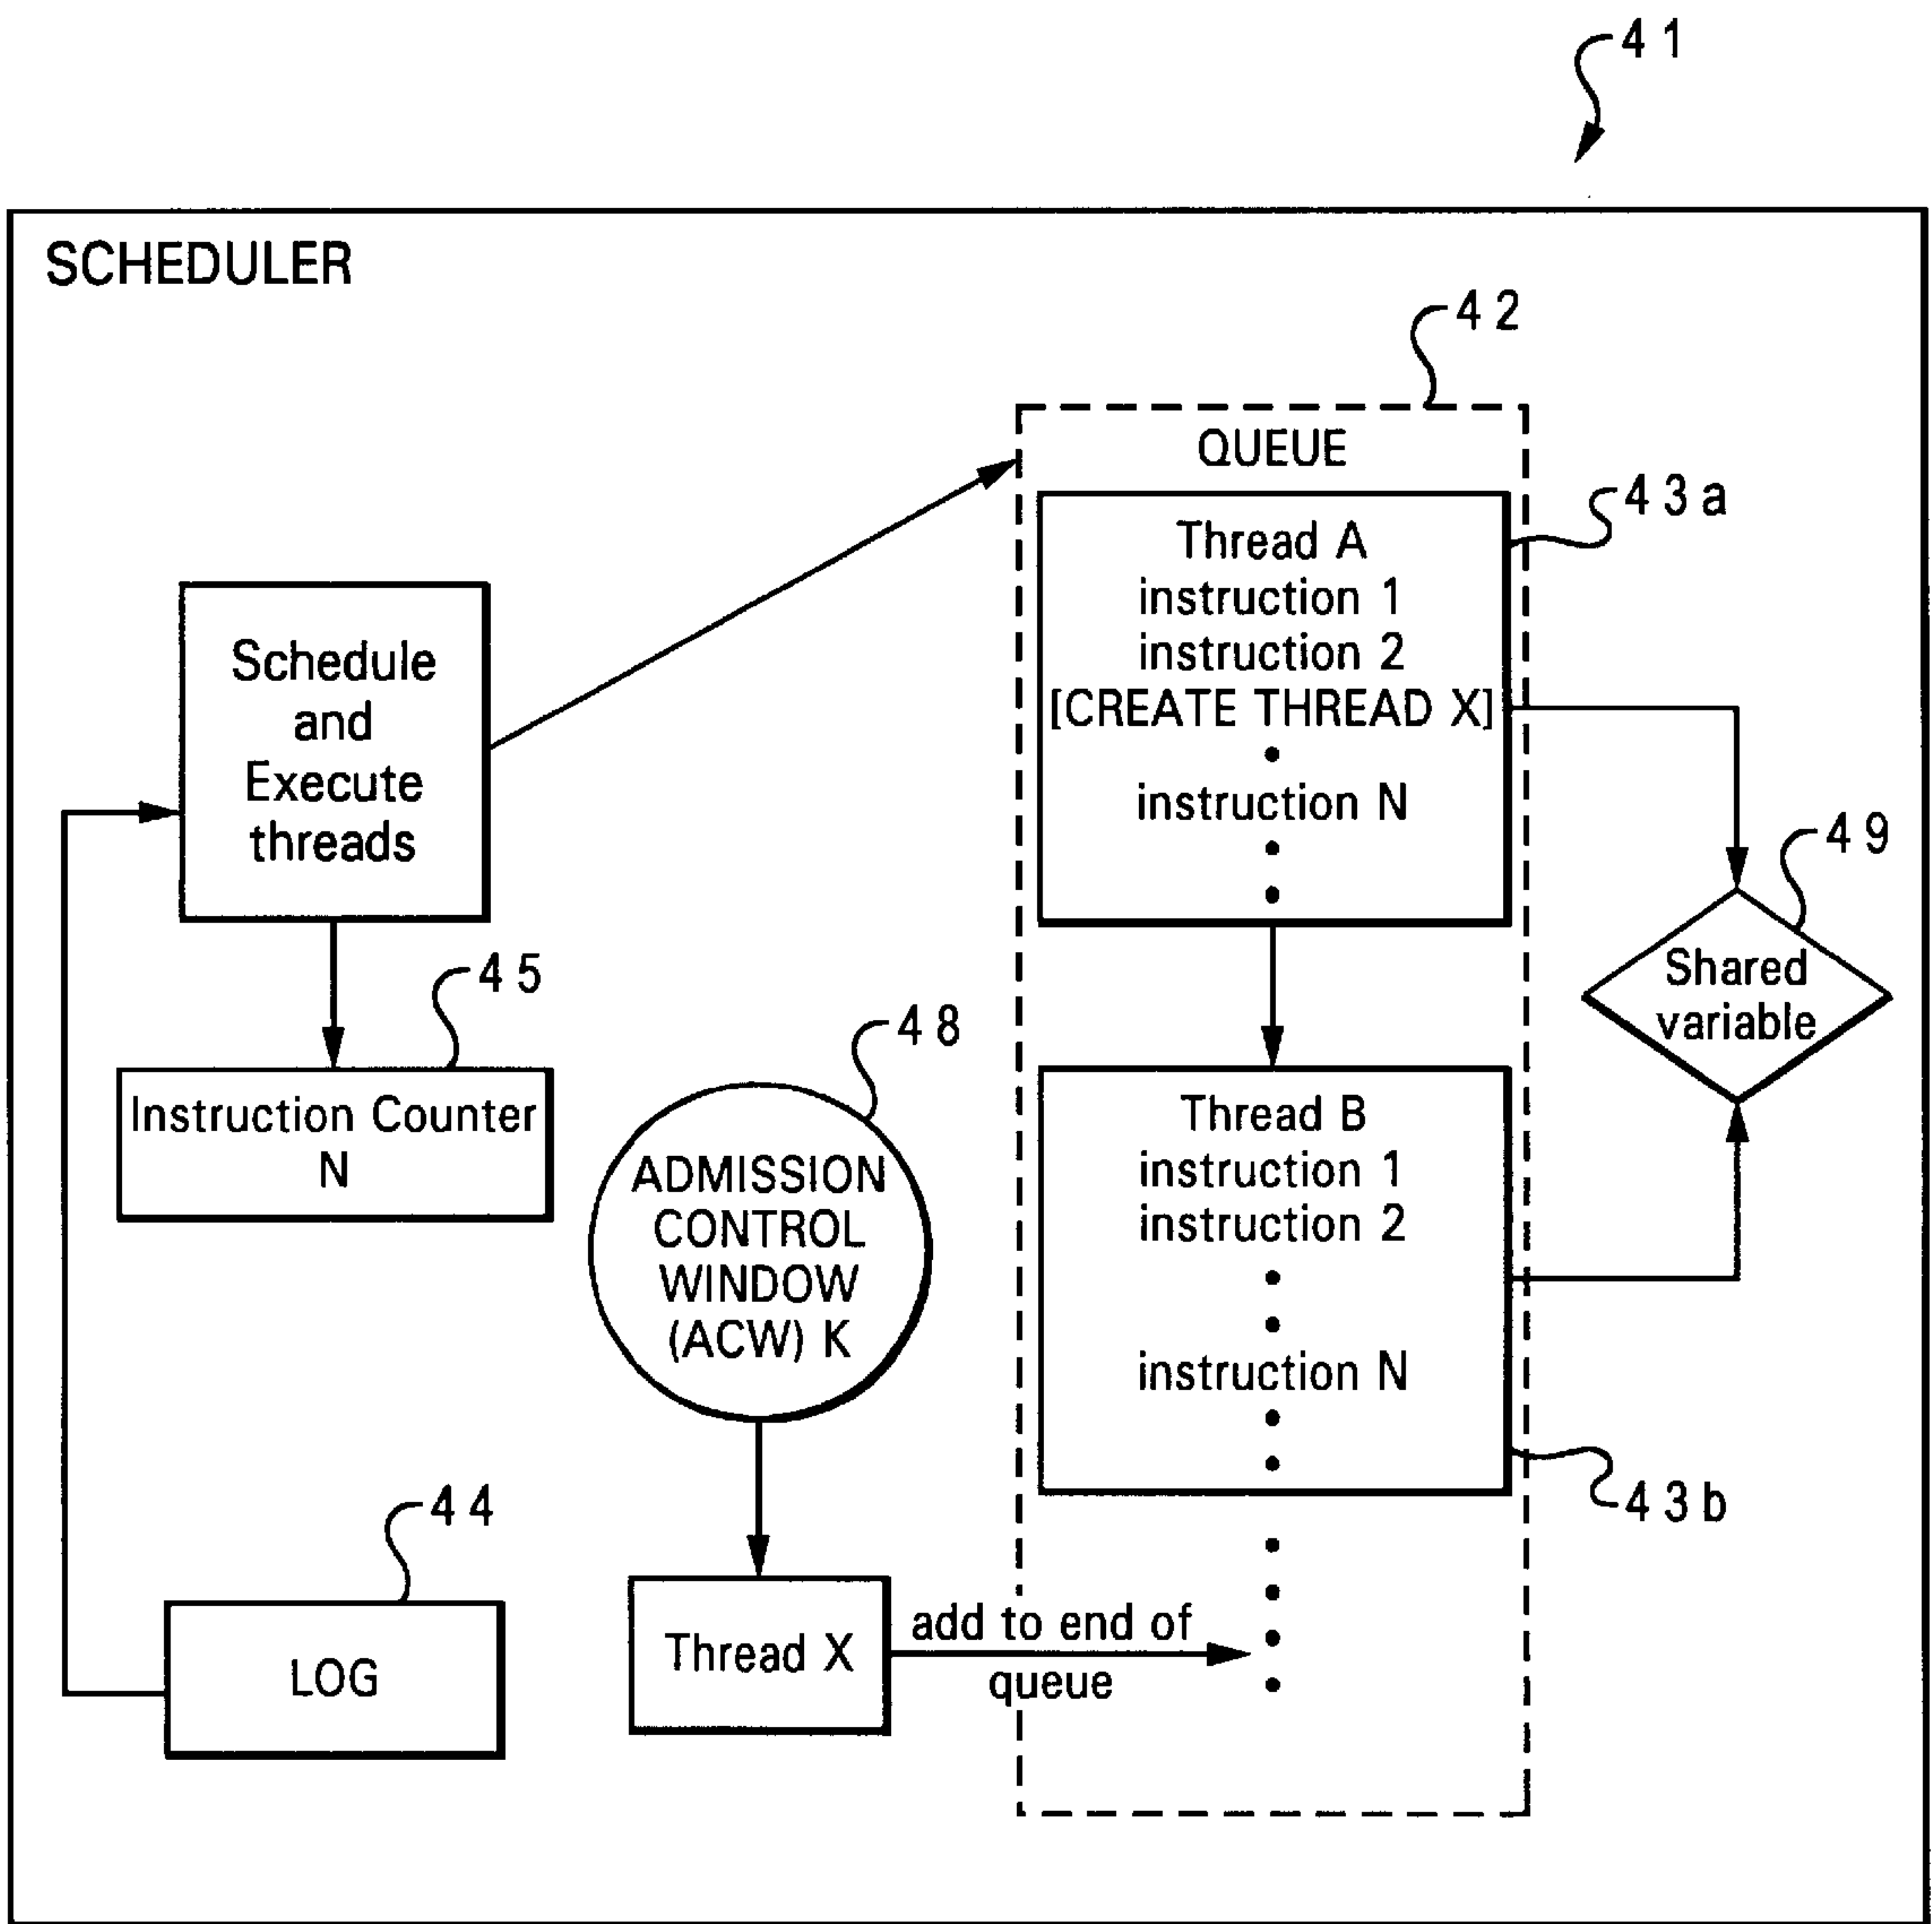 41
SCHEDULER
42
QUEUE
43a
Thread A
instruction 1
instruction 2
[CREATE THREAD X]
instruction N
Schedule
and
Execute
threads
49
Shared
variable
45
Instruction Counter
N
48
ADMISSION
CONTROL
WINDOW
(ACW) K
Thread B
instruction 1
instruction 2
instruction N
43b
44
LOG
Thread X
add to end of
queue